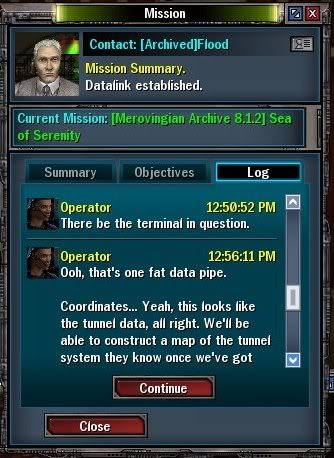 Mission
Contact: [Archived]Flood
Mission Summary.
Datalink established.
Current Mission: [Merovingian Archive 8.1.2] Sea
of Serenity
Summary
Objectives
Log
Operator 12:50:52 PM
There be the terminal in question.
Operator 12:56:11 PM
Ooh, that's one fat data pipe.
Coordinates... Yeah, this looks like
the tunnel data, all right. We'll be
able to construct a map of the tunnel
system they know once we've got
Continue
Close